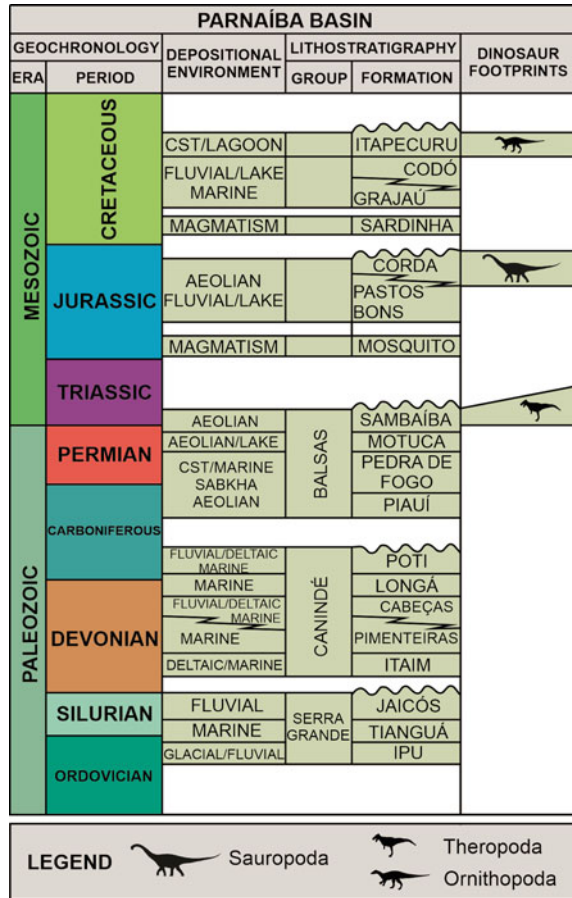 PARNAÍBA BASIN
GEOCHRONOLOGY
DEPOSITIONAL
ENVIRONMENT
LITHOSTRATIGRAPHY
DINOSAUR
FOOTPRINTS
ERA
PERIOD
GROUP
FORMATION
MESOZOIC
CRETACEOUS
CST/LAGOON
ITAPECURU
FLUVIAL/LAKE
MARINE
CODÓ
GRAJAÚ
MAGMATISM
SARDINHA
JURASSIC
AEOLIAN
FLUVIAL/LAKE
CORDA
PASTOS
BONS
MAGMATISM
MOSQUITO
TRIASSIC
AEOLIAN
SAMBAÍBA
PALEOZOIC
PERMIAN
AEOLIAN/LAKE
BALSAS
MOTUCA
CST/MARINE
SABKHA
AEOLIAN
PEDRA DE
FOGO
PIAUÍ
CARBONIFEROUS
FLUVIAL/DELTAIC
MARINE
CANINDÉ
POTI
MARINE
LONGÁ
DEVONIAN
FLUVIAL/DELTAIC
MARINE
CABEÇAS
MARINE
PIMENTEIRAS
DELTAIC/MARINE
ITAIM
SILURIAN
FLUVIAL
SERRA
GRANDE
JAICÓS
MARINE
TIANGUÁ
ORDOVICIAN
GLACIAL/FLUVIAL
IPU
LEGEND
Sauropoda
Theropoda
Ornithopoda